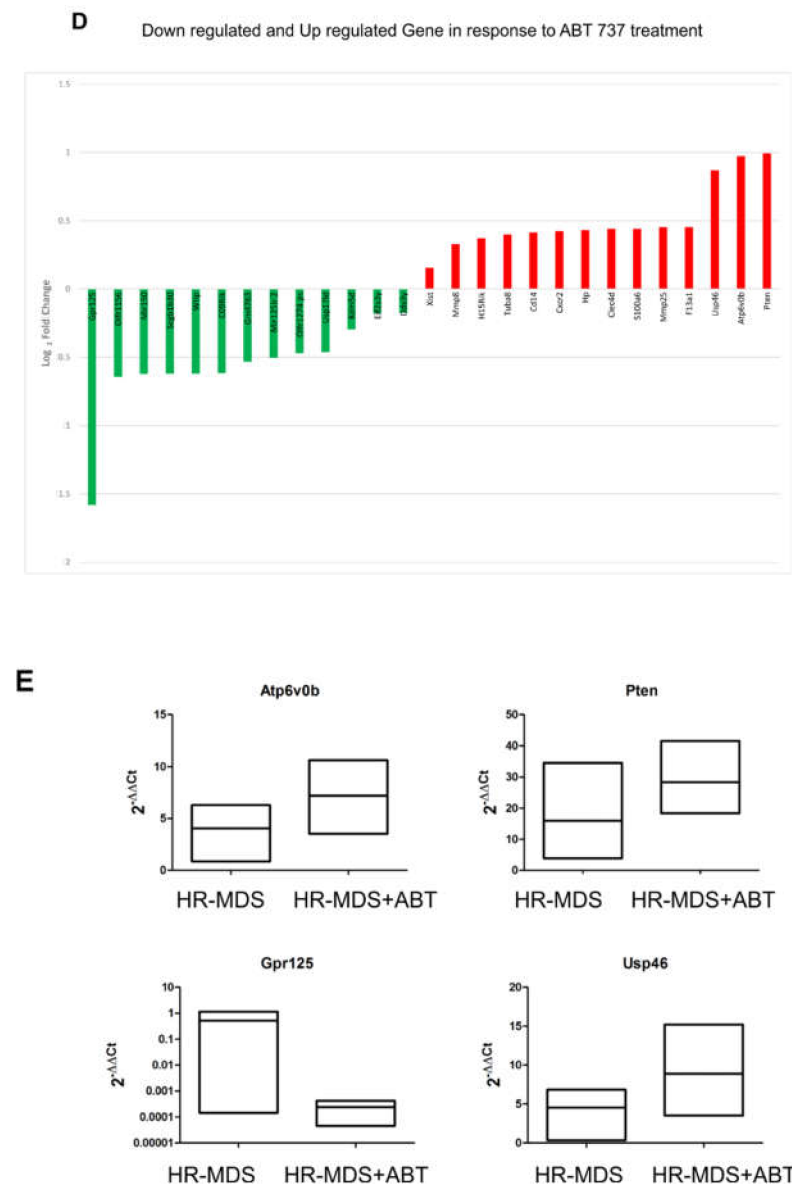 D
Down regulated and Up regulated Gene in response to ABT 737 treatment
1.5
1
0.5
0
0.5
1
1.5
2
Log 2 Fold Change
Gpr125
Olfr1156
Xist
Mmp8
H15Rik
Tuba8
Cd14
Cxcr2
Hp
Clec4d
S100a6
Mmp25
F13a1
Usp46
Atp6v0b
Pten
E
Atp6v0b
15
10
5
0
2-ΔΔCt
HR-MDS HR-MDS+ABT
Pten
50
40
30
20
10
0
2-ΔΔCt
HR-MDS HR-MDS+ABT
Gpr125
10
1
0.1
0.01
0.001
0.0001
0.00001
2-ΔΔCt
HR-MDS HR-MDS+ABT
Usp46
20
15
10
5
0
2-ΔΔCt
HR-MDS HR-MDS+ABT